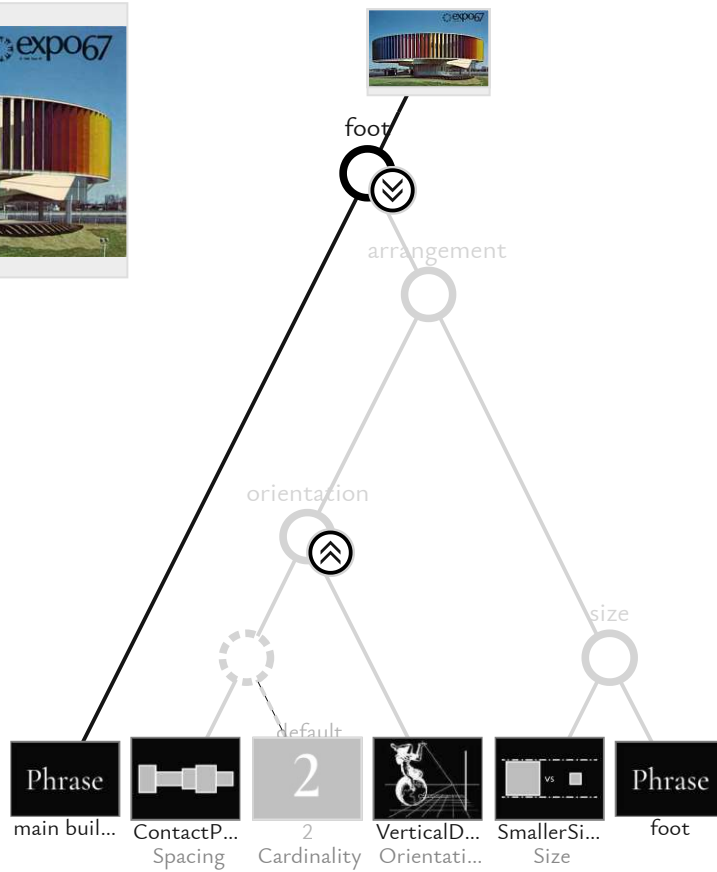 expo67
expo67
foot
arrangement
orientation
size
default
Phrase
2
vs
Phrase
main buil...
ContactP...
2
VerticalD...
SmallerSi...
foot
Spacing
Cardinality
Orientati...
Size